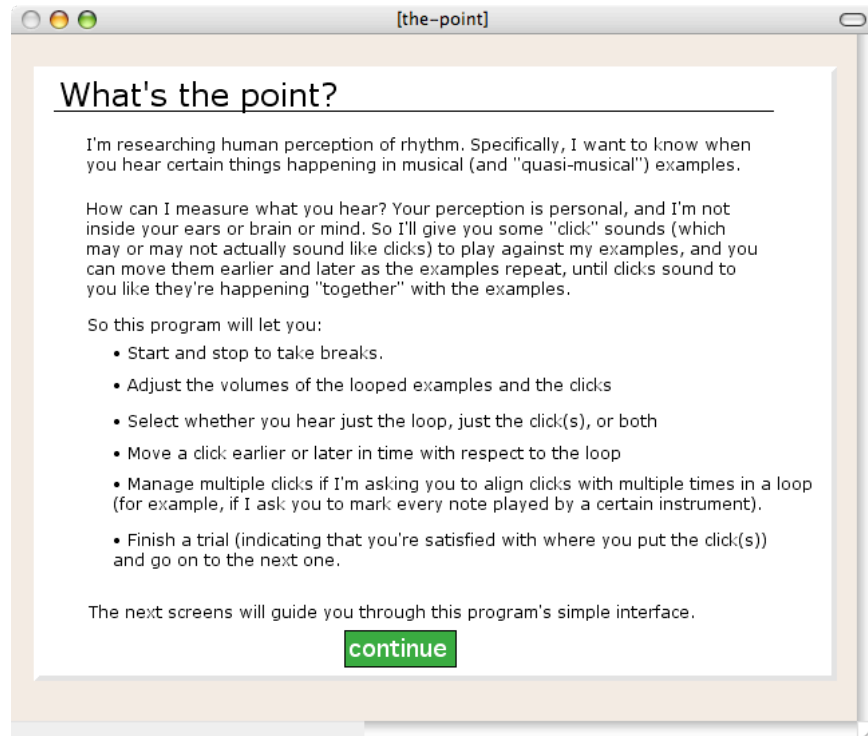 [the-point]
What's the point?
I'm researching human perception of rhythm. Specifically, I want to know when
you hear certain things happening in musical (and "quasi-musical") examples.
How can I measure what you hear? Your perception is personal, and I'm not
inside your ears or brain or mind. So I'll give you some "click" sounds (which
may or may not actually sound like clicks) to play against my examples, and you
can move them earlier and later as the examples repeat, until clicks sound to
you like they're happening "together" with the examples.
So this program will let you:
• Start and stop to take breaks.
• Adjust the volumes of the looped examples and the clicks
• Select whether you hear just the loop, just the click(s), or both
• Move a click earlier or later in time with respect to the loop
• Manage multiple clicks if I'm asking you to align clicks with multiple times in a loop
(for example, if I ask you to mark every note played by a certain instrument).
• Finish a trial (indicating that you're satisfied with where you put the click(s))
and go on to the next one.
The next screens will guide you through this program's simple interface.
continue